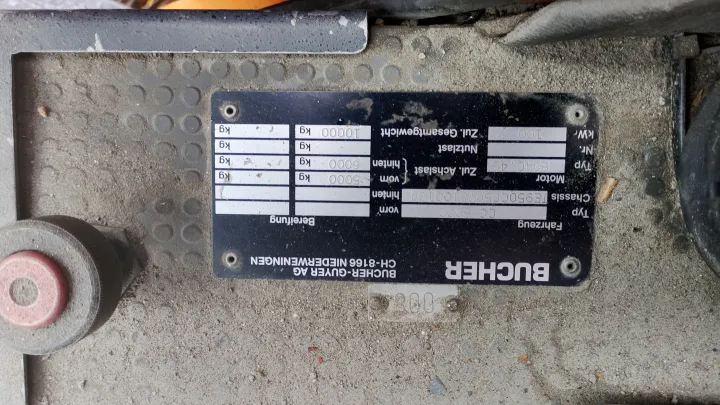 BUCHER
BUCHER-GUYER AG
CH-8166 NIEDERWENINGEN
Fahrzeug
Bereifung
Typ
vorn
Chassis
hinten
Motor
Typ
Zul. Achslast
vorn 5000 kg kg
hinten 6000 kg kg
Nr.
Nutzlast kg kg
kW:
Zul. Gesamtgewicht 10000 kg kg